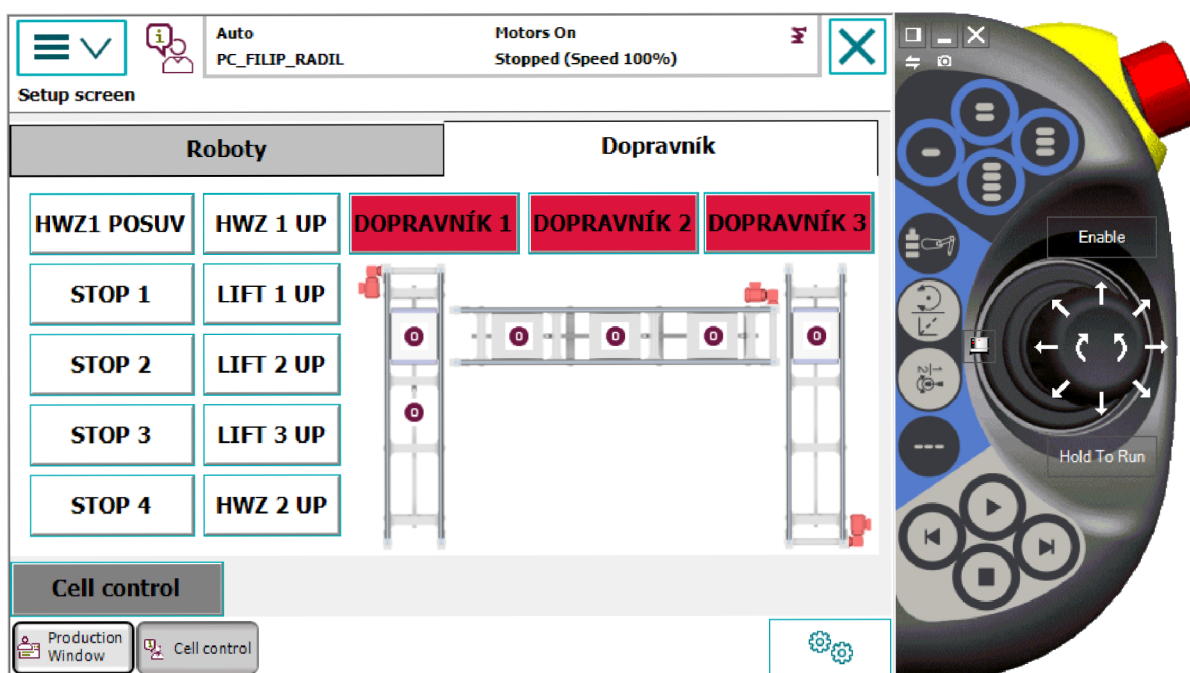 Auto
PC_FILIP_RADIL
Motors On
Stopped (Speed 100%)
Setup screen
Roboty
Dopravník
HWZ1 POSUV
HWZ 1 UP
DOPRAVNÍK 1
DOPRAVNÍK 2
DOPRAVNÍK 3
STOP 1
LIFT 1 UP
STOP 2
LIFT 2 UP
STOP 3
LIFT 3 UP
STOP 4
HWZ 2 UP
0
0
0
0
0
0
Cell control
Production
Window
Cell control
Enable
1
2
Hold To Run